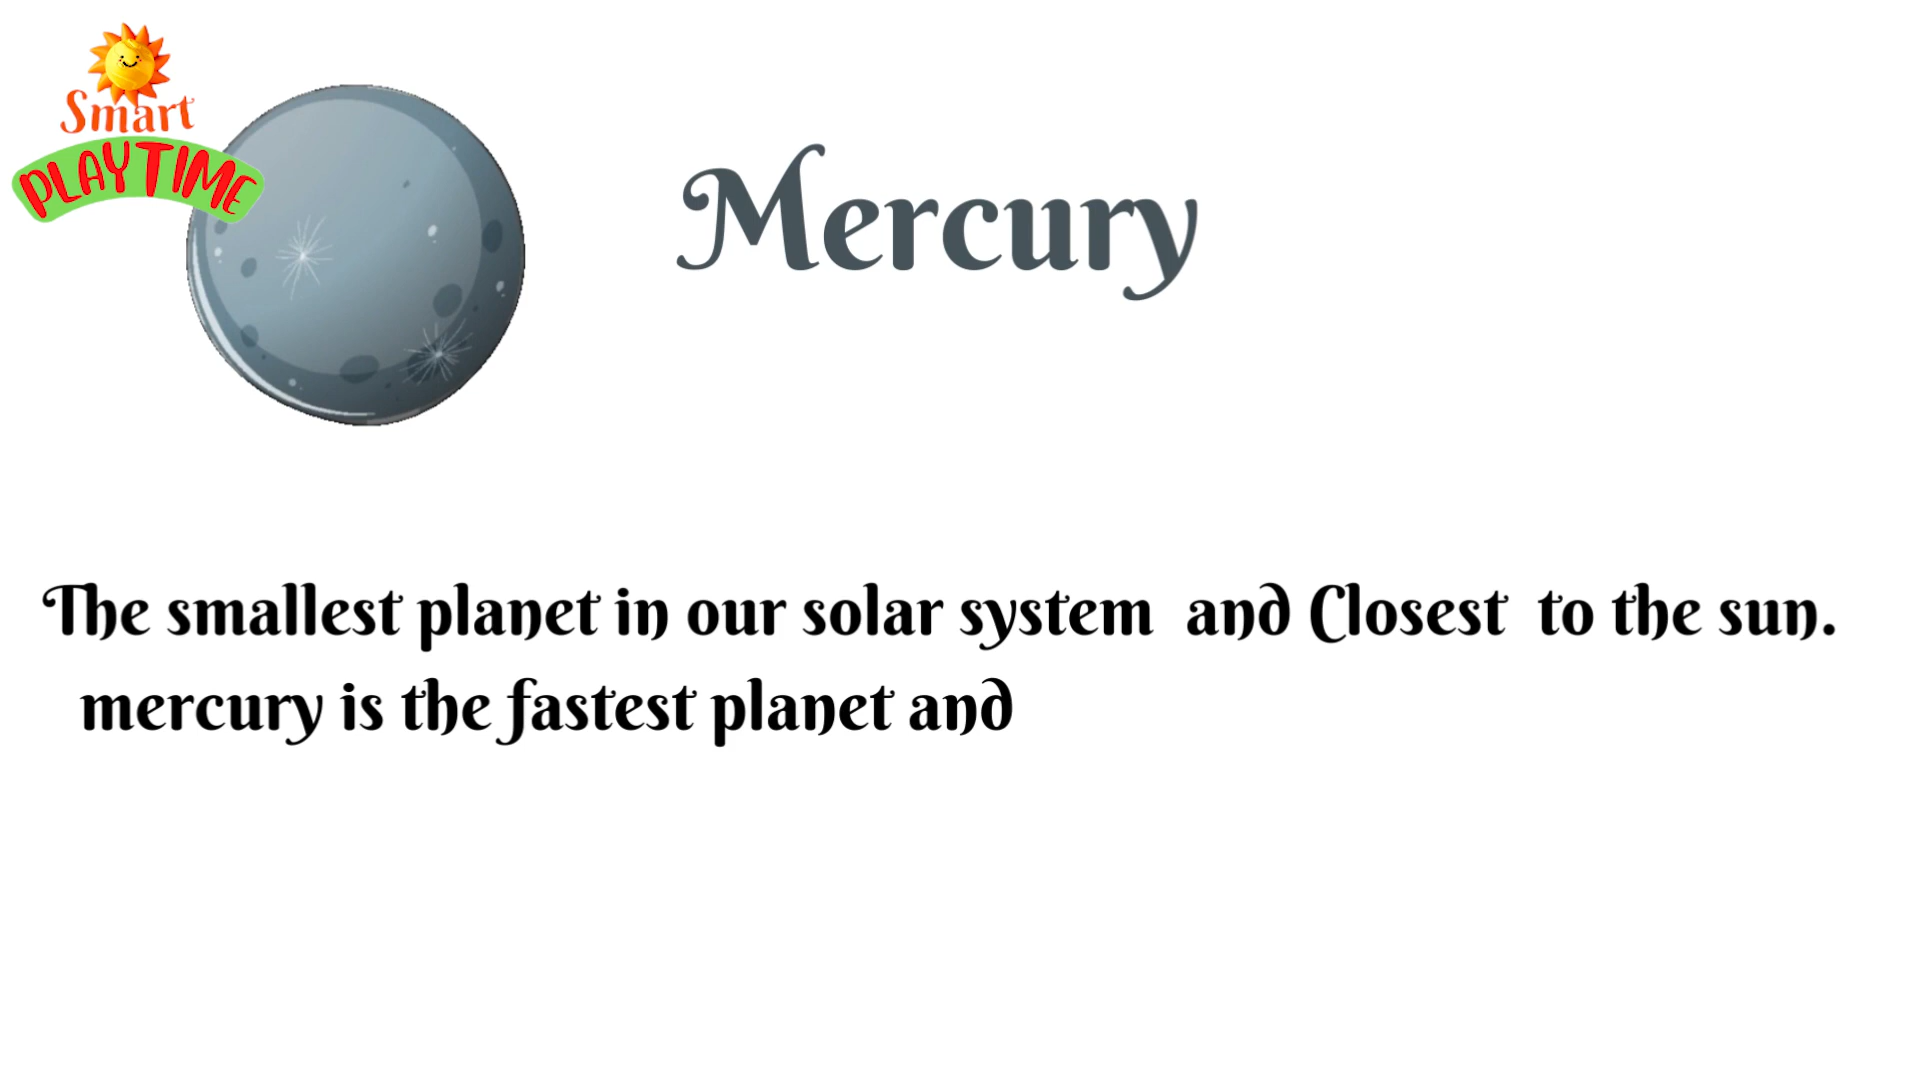 Smart
PLAYTIME
Mercury
The smallest planet in our solar system and Closest to the sun.
mercury is the fastest planet and